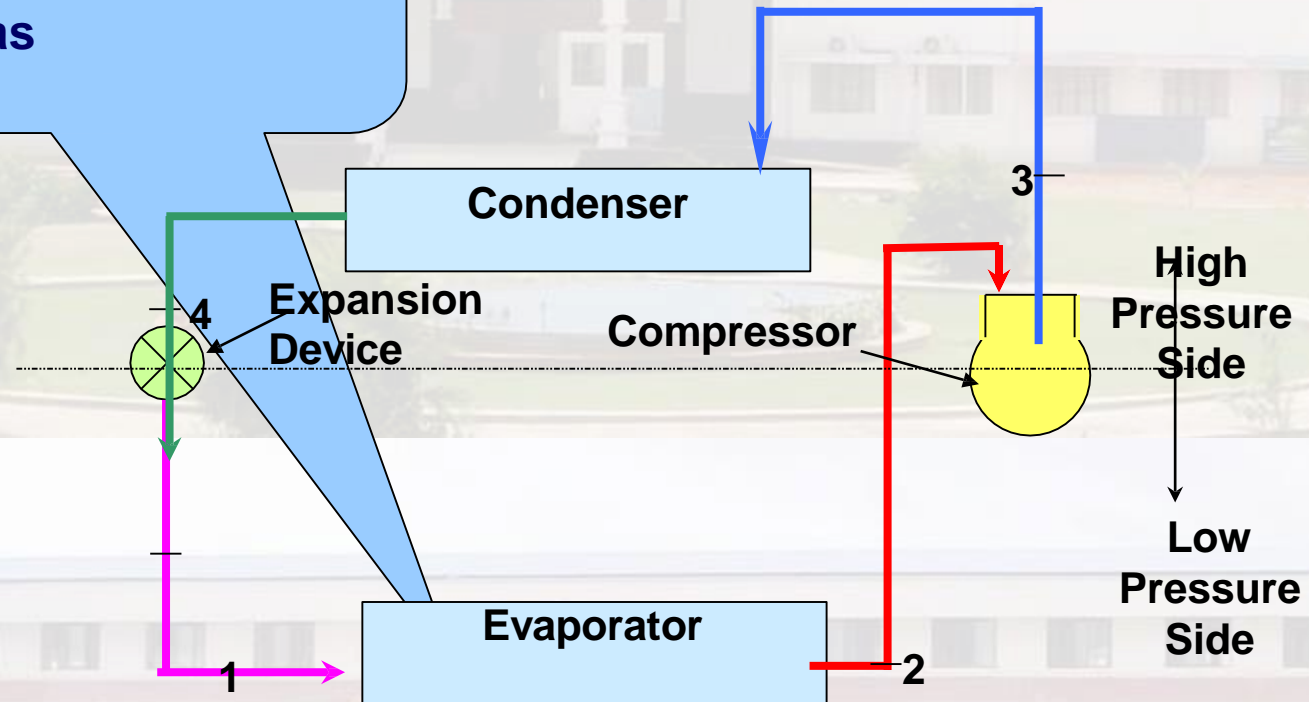 as
Condenser
3
High
Pressure
Side
4
Expansion
Device
Compressor
Low
Pressure
Side
Evaporator
1
2